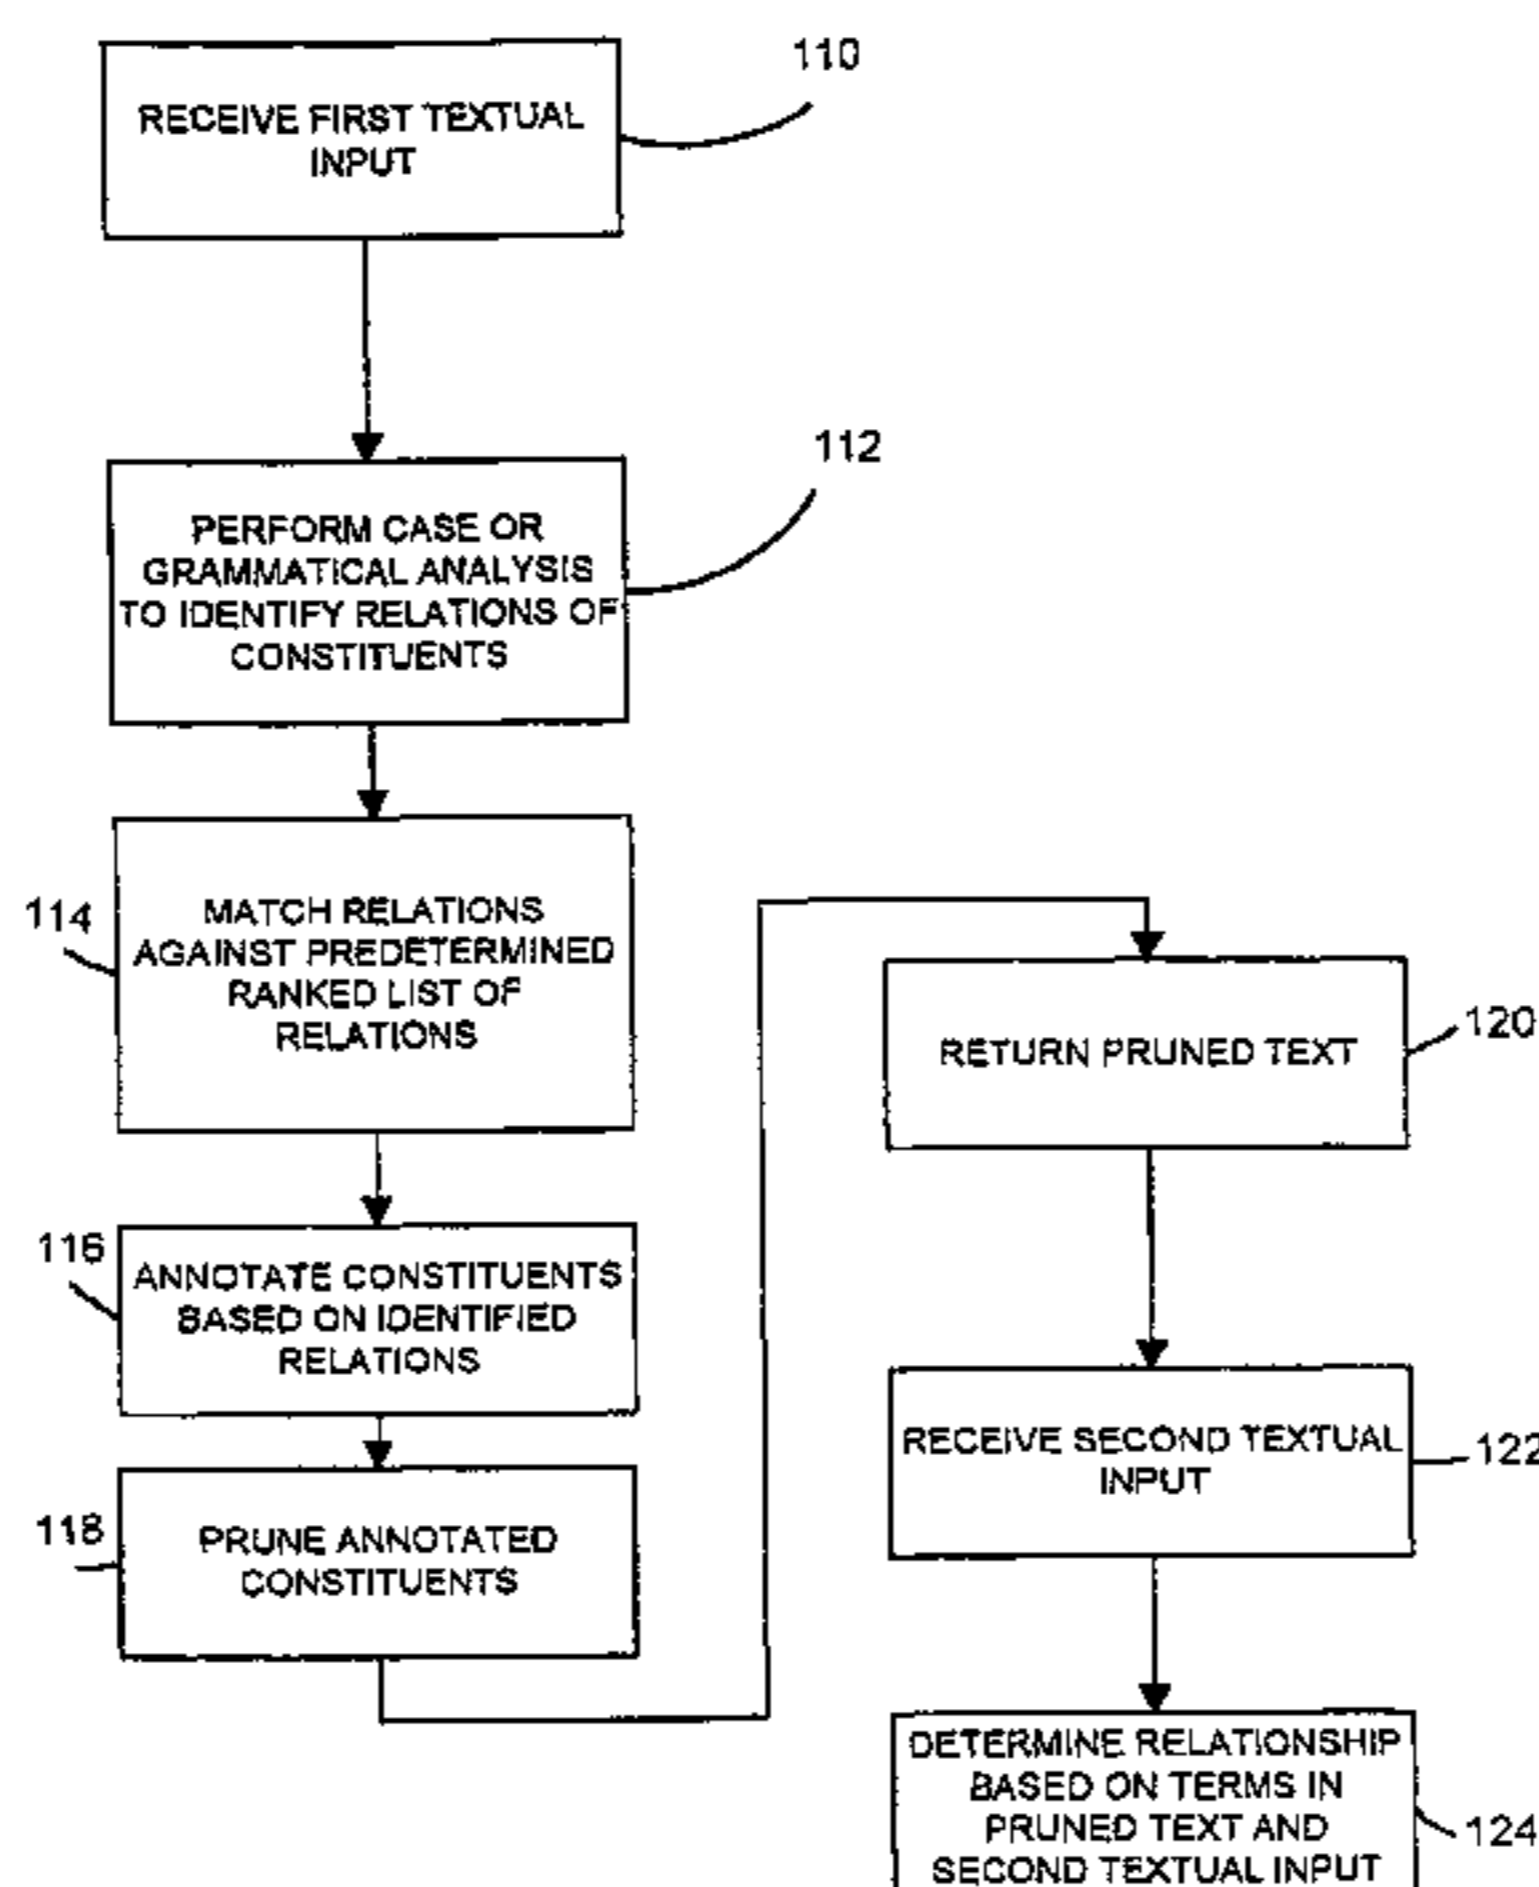 110
RECEIVE FIRST TEXTUAL
INPUT
112
PERFORM CASE OR
GRAMMATICAL ANALYSIS
TO IDENTIFY RELATIONS OF
CONSTITUENTS
114
MATCH RELATIONS
AGAINST PREDETERMINED
RANKED LIST OF
RELATIONS
116
ANNOTATE CONSTITUENTS
BASED ON IDENTIFIED
RELATIONS
118
PRUNE ANNOTATED
CONSTITUENTS
120
RETURN PRUNED TEXT
122
RECEIVE SECOND TEXTUAL
INPUT
DETERMINE RELATIONSHIP
BASED ON TERMS IN
PRUNED TEXT AND
SECOND TEXTUAL INPUT
124